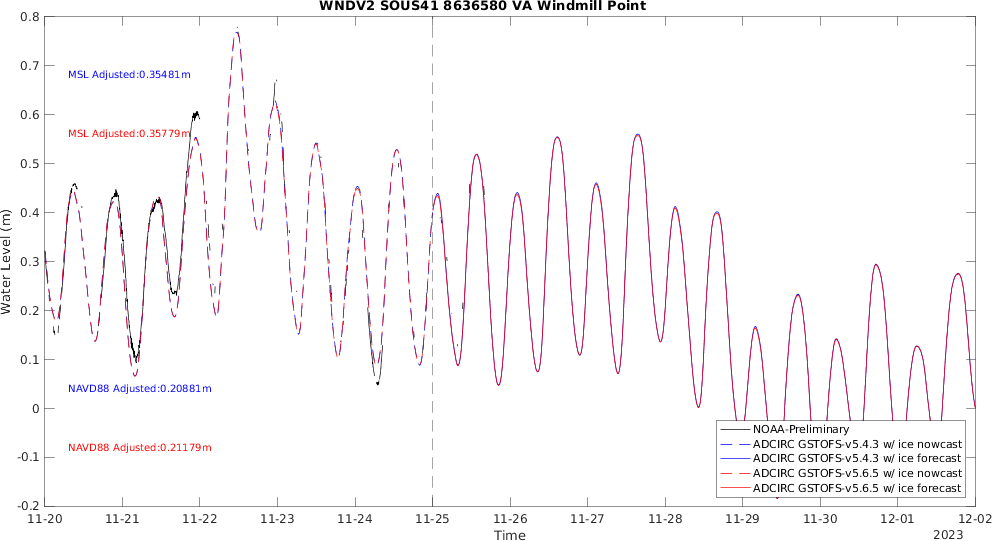 WNDV2 SOUS41 8636580 VA Windmill Point
0.8
0.7
0.6
0.5
0.4
0.3
0.2
0.1
0
-0.1
-0.2
Water Level (m)
MSL Adjusted:0.35481m
MSL Adjusted:0.35779m
NAVD88 Adjusted:0.20881m
NAVD88 Adjusted:0.21179m
NOAA-Preliminary
ADCIRC GSTOFS-v5.4.3 w/ ice nowcast
ADCIRC GSTOFS-v5.4.3 w/ ice forecast
ADCIRC GSTOFS-v5.6.5 w/ ice nowcast
ADCIRC GSTOFS-v5.6.5 w/ ice forecast
11-20 11-21 11-22 11-23 11-24 11-25 11-26 11-27 11-28 11-29 11-30 12-01 12-02
Time
2023